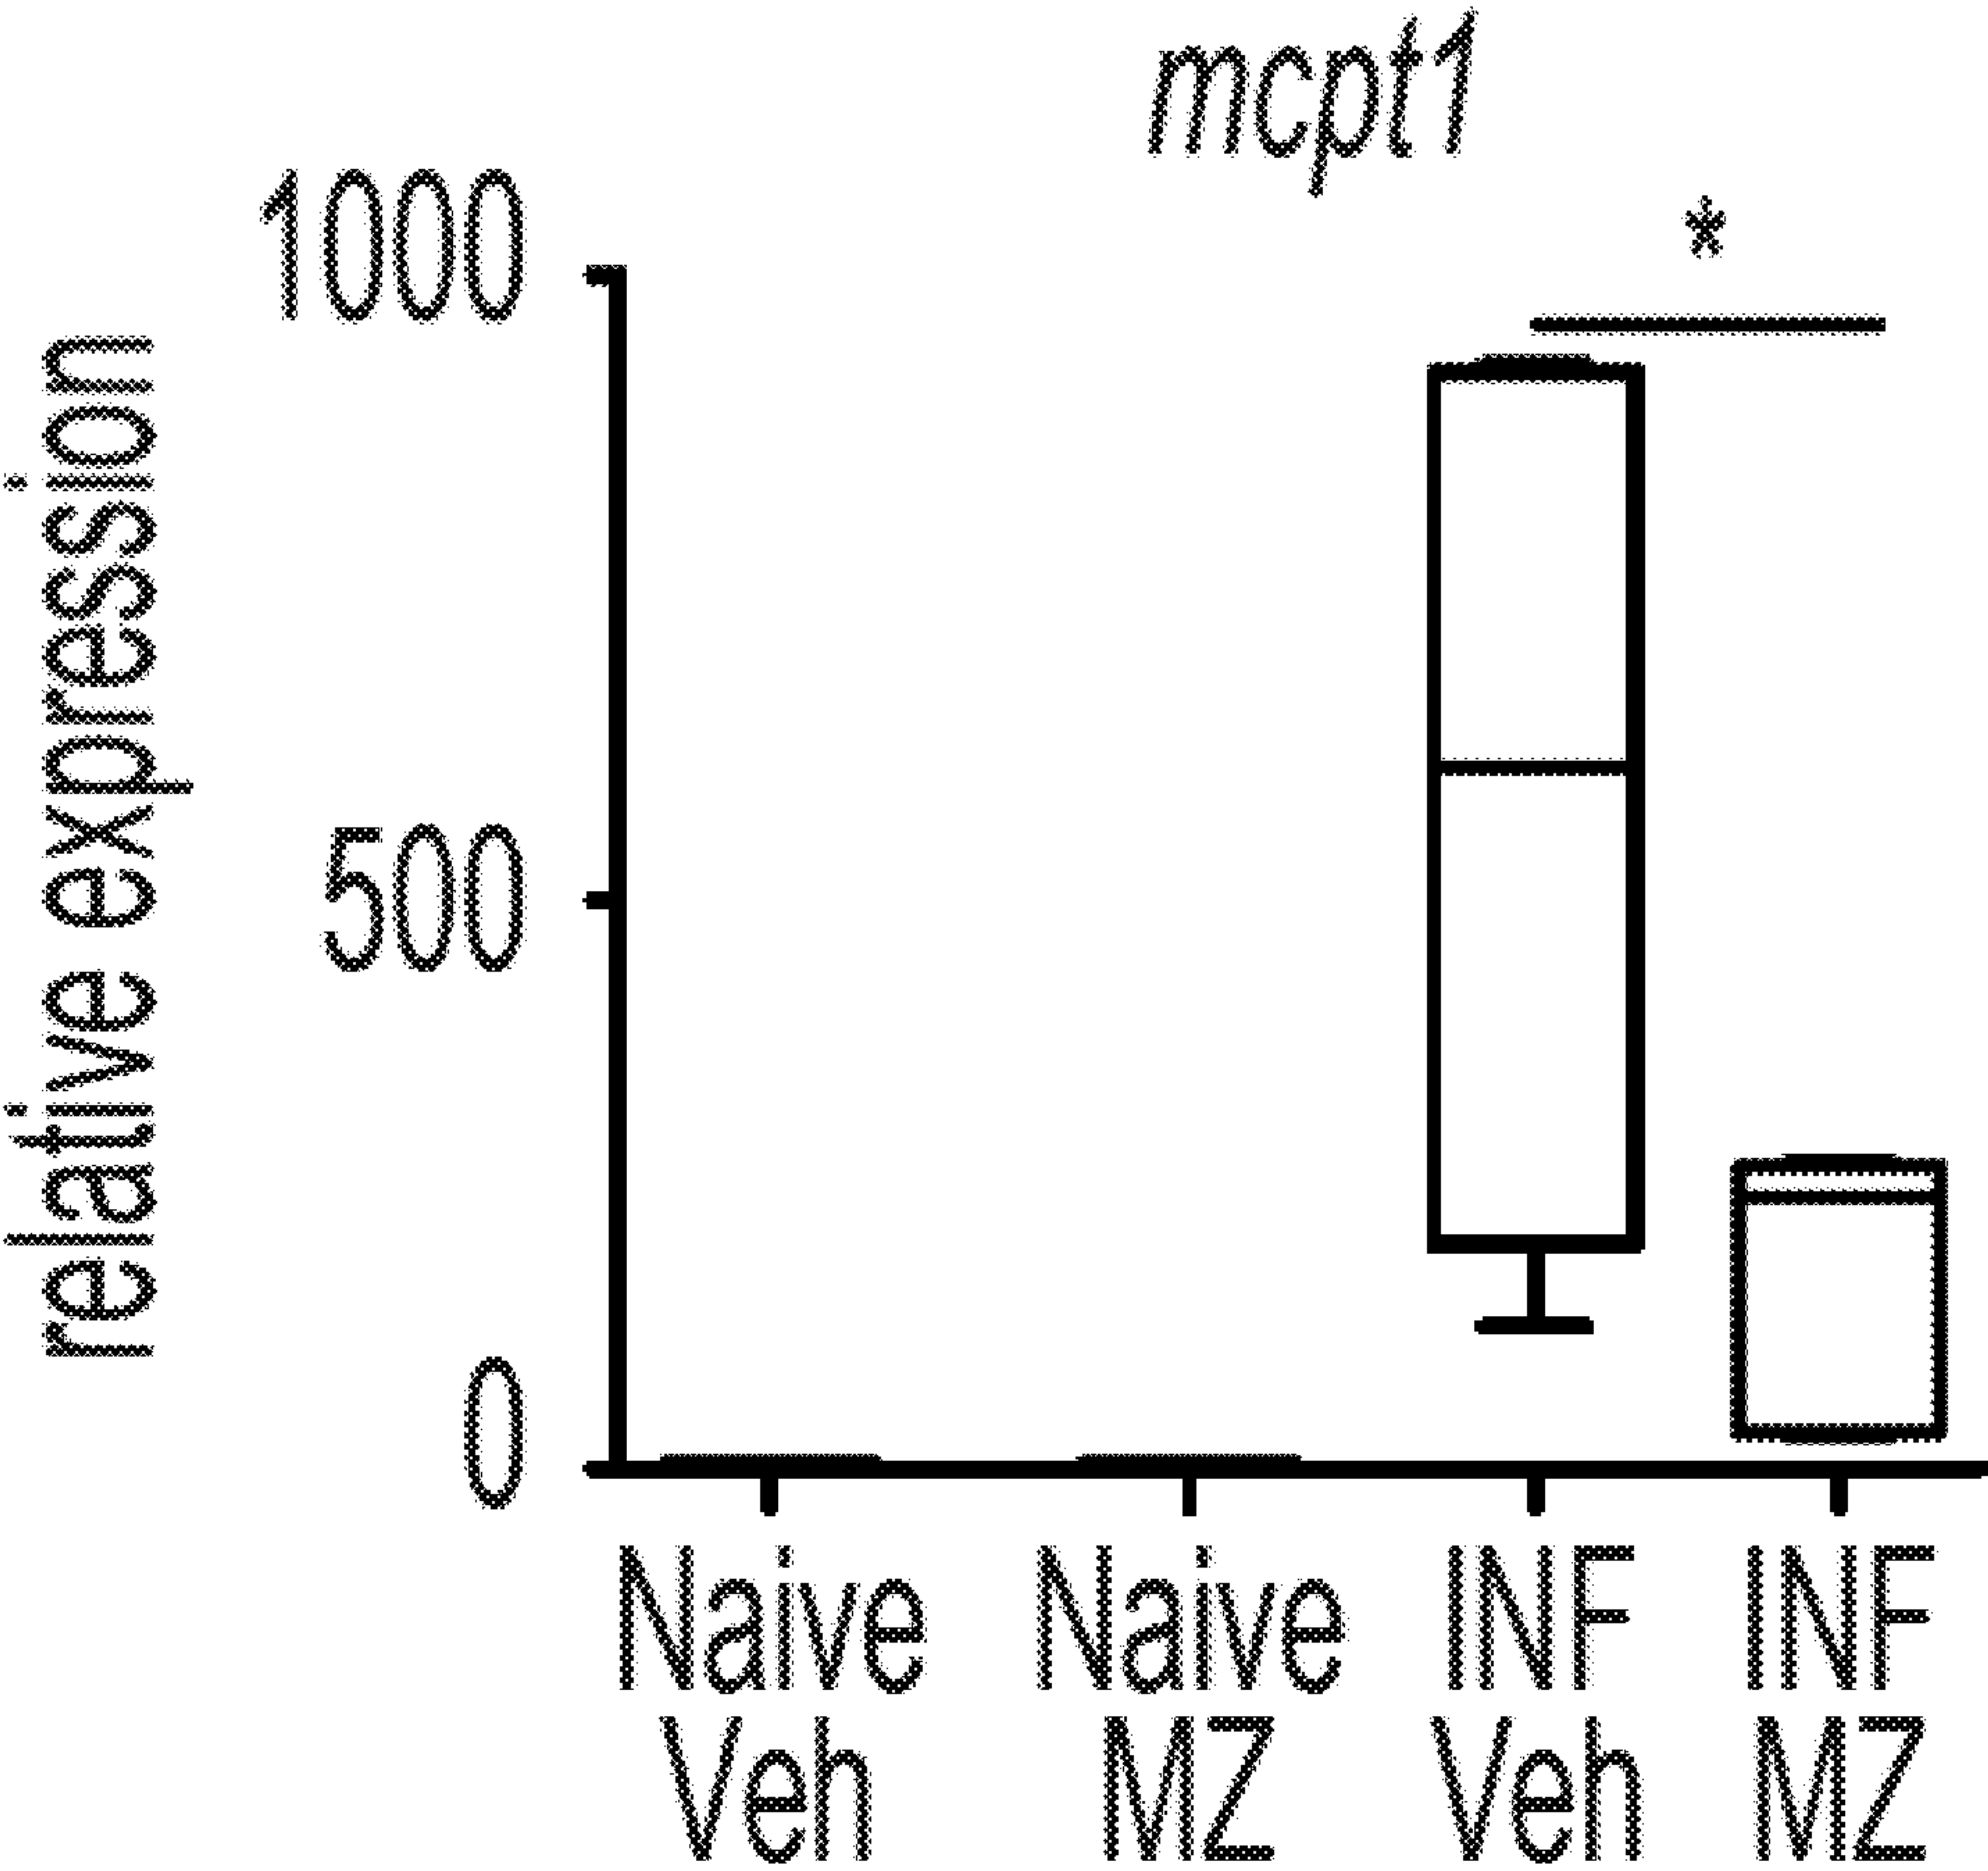 mcpt1
*
relative expression
1000
500
0
Naive Naive INF INF
Veh MZ Veh MZ